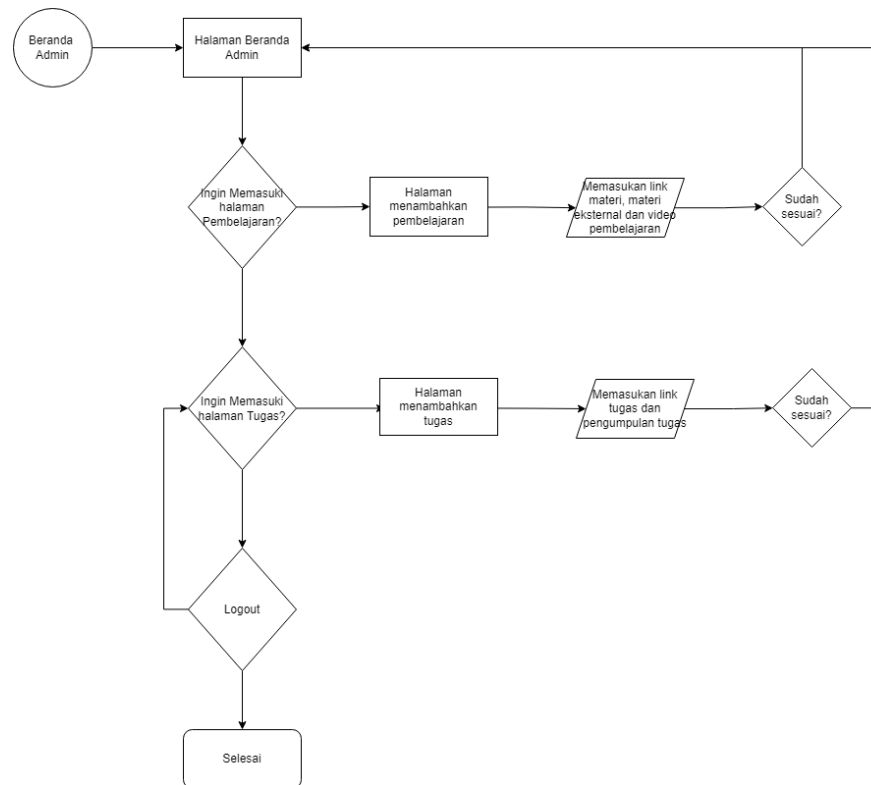 Beranda
Admin
Halaman Beranda
Admin
Ingin Memasuki
halaman
Pembelajaran?
Halaman
menambahkan
pembelajaran
Memasukan link
materi, materi
eksternal dan video
pembelajaran
Sudah
sesuai?
Ingin Memasuki
halaman Tugas?
Halaman
menambahkan
tugas
Memasukan link
tugas dan
pengumpulan tugas
Sudah
sesuai?
Logout
Selesai